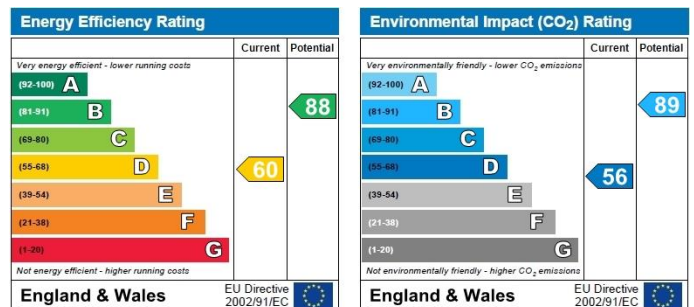 Energy Efficiency Rating
Current Potential
Very energy efficient - lower running costs
(92-100) A
(81-91) B
(69-80) C
(55-68) D
(39-54) E
(21-38) F
(1-20) G
88
60
Not energy efficient - higher running costs
England & Wales
EU Directive
2002/91/EC
Environmental Impact (CO2) Rating
Current Potential
Very environmentally friendly - lower CO2 emissions
(92-100) A
(81-91) B
(69-80) C
(55-68) D
(39-54) E
(21-38) F
(1-20) G
89
56
Not environmentally friendly - higher CO2 emissions
England & Wales
EU Directive
2002/91/EC